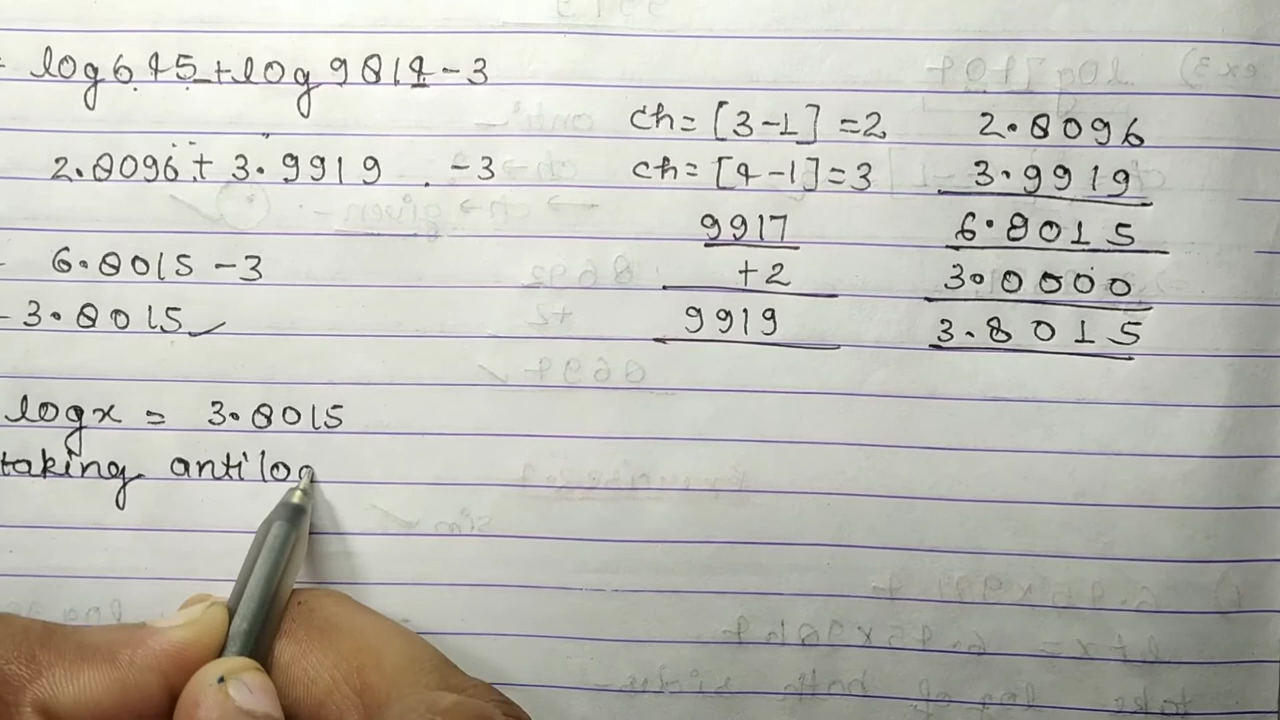 log 645 + log 9814 - 3
2.8096 + 3.9919 - 3
6.8015 - 3
- 3.8015
log x = 3.8015
taking antilog
ch = [3-1] = 2
ch = [4-1] = 3
9917
+2
9919
2.8096
3.9919
6.8015
3.0000
3.8015